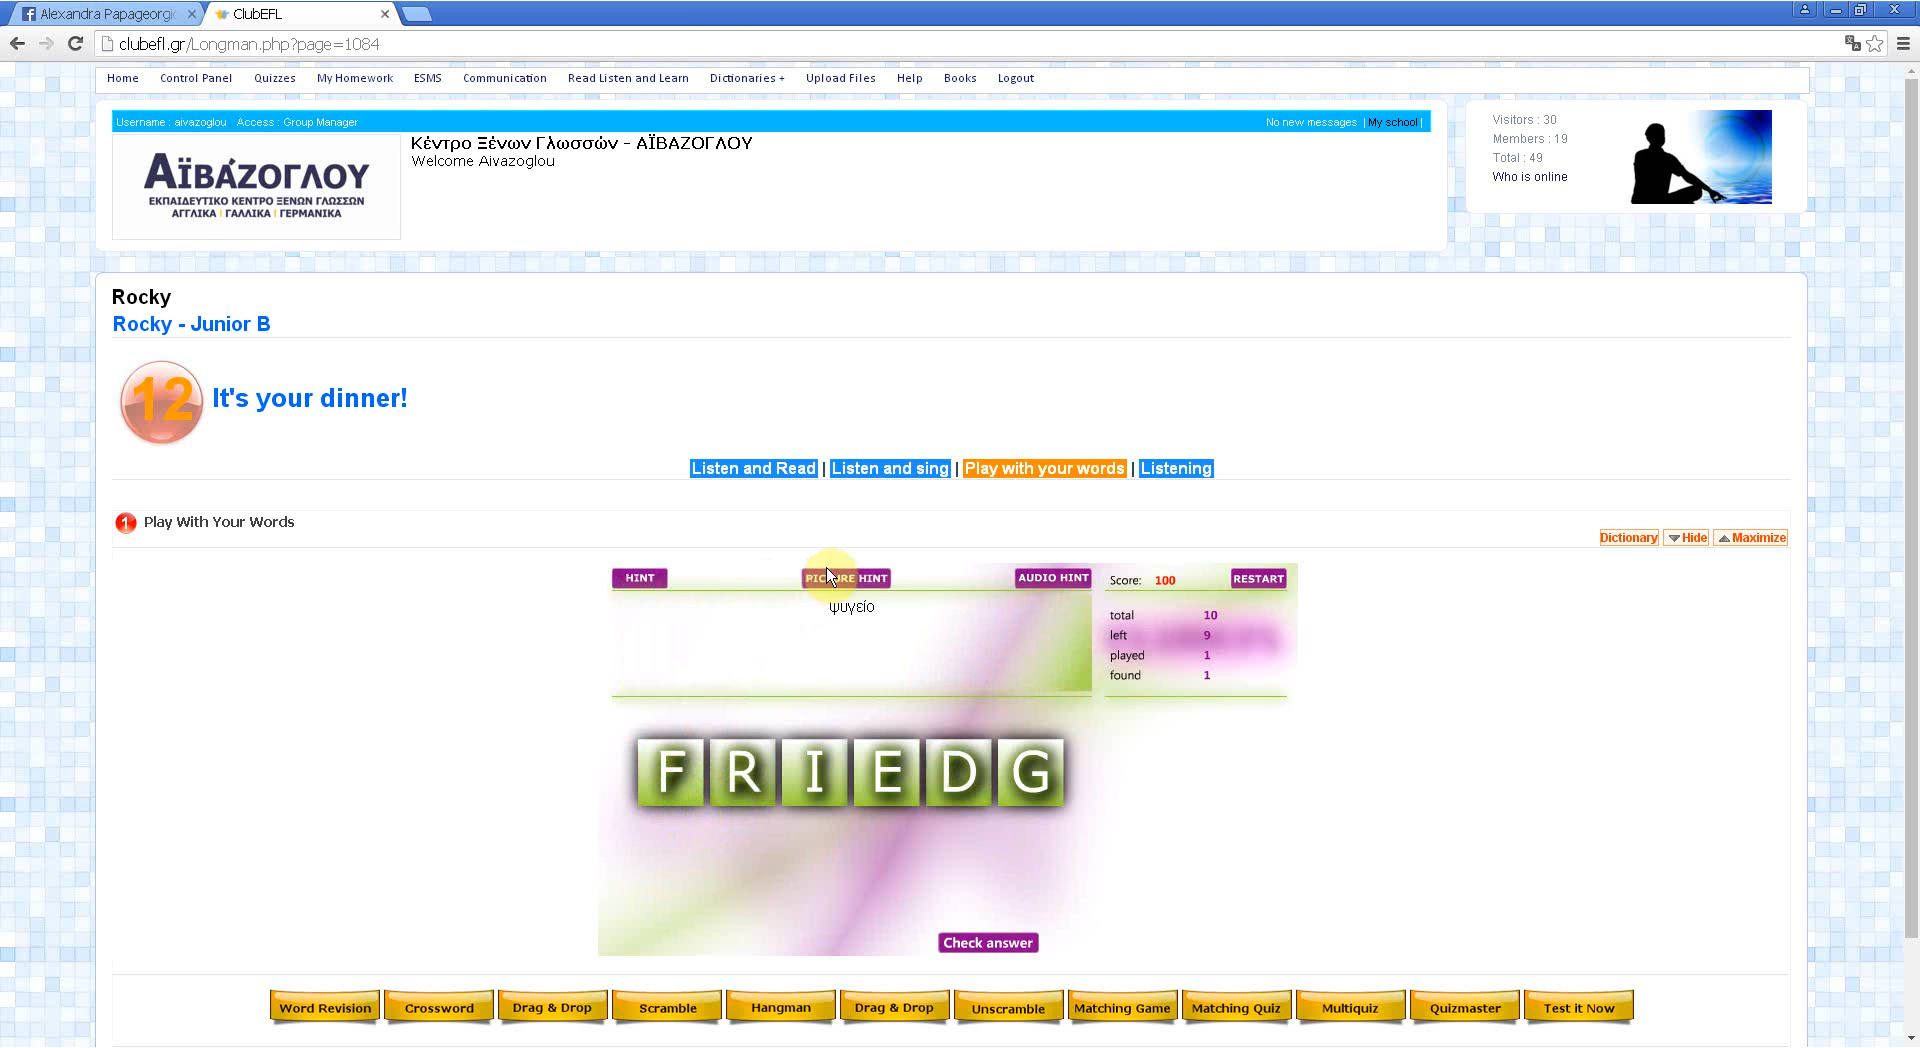 Alexandra Papageorgi
ClubEFL
clubefl.gr/Longman.php?page=1084
Home Control Panel Quizzes My Homework ESMS Communication Read Listen and Learn Dictionaries + Upload Files Help Books Logout
Username : aivazoglou Access : Group Manager No new messages | My school |
ΑΪΒΆΖΟΓΛΟΥ
ΕΚΠΑΙΔΕΥΤΙΚΟ ΚΕΝΤΡΟ ΞΕΝΩΝ ΓΛΩΣΣΩΝ
ΑΓΓΛΙΚΑ | ΓΑΛΛΙΚΑ | ΓΕΡΜΑΝΙΚΑ
Κέντρο Ξένων Γλωσσών - ΑΪΒΑΖΟΓΛΟΥ
Welcome Aivazoglou
Visitors : 30
Members : 19
Total : 49
Who is online
Rocky
Rocky - Junior B
12 It's your dinner!
Listen and Read | Listen and sing | Play with your words | Listening
1 Play With Your Words
Dictionary Hide Maximize
HINT PICTURE HINT AUDIO HINT
ψυγείο
Score: 100 RESTART
total 10
left 9
played 1
found 1
F R I E D G
Check answer
Word Revision Crossword Drag & Drop Scramble Hangman Drag & Drop Unscramble Matching Game Matching Quiz Multiquiz Quizmaster Test it Now